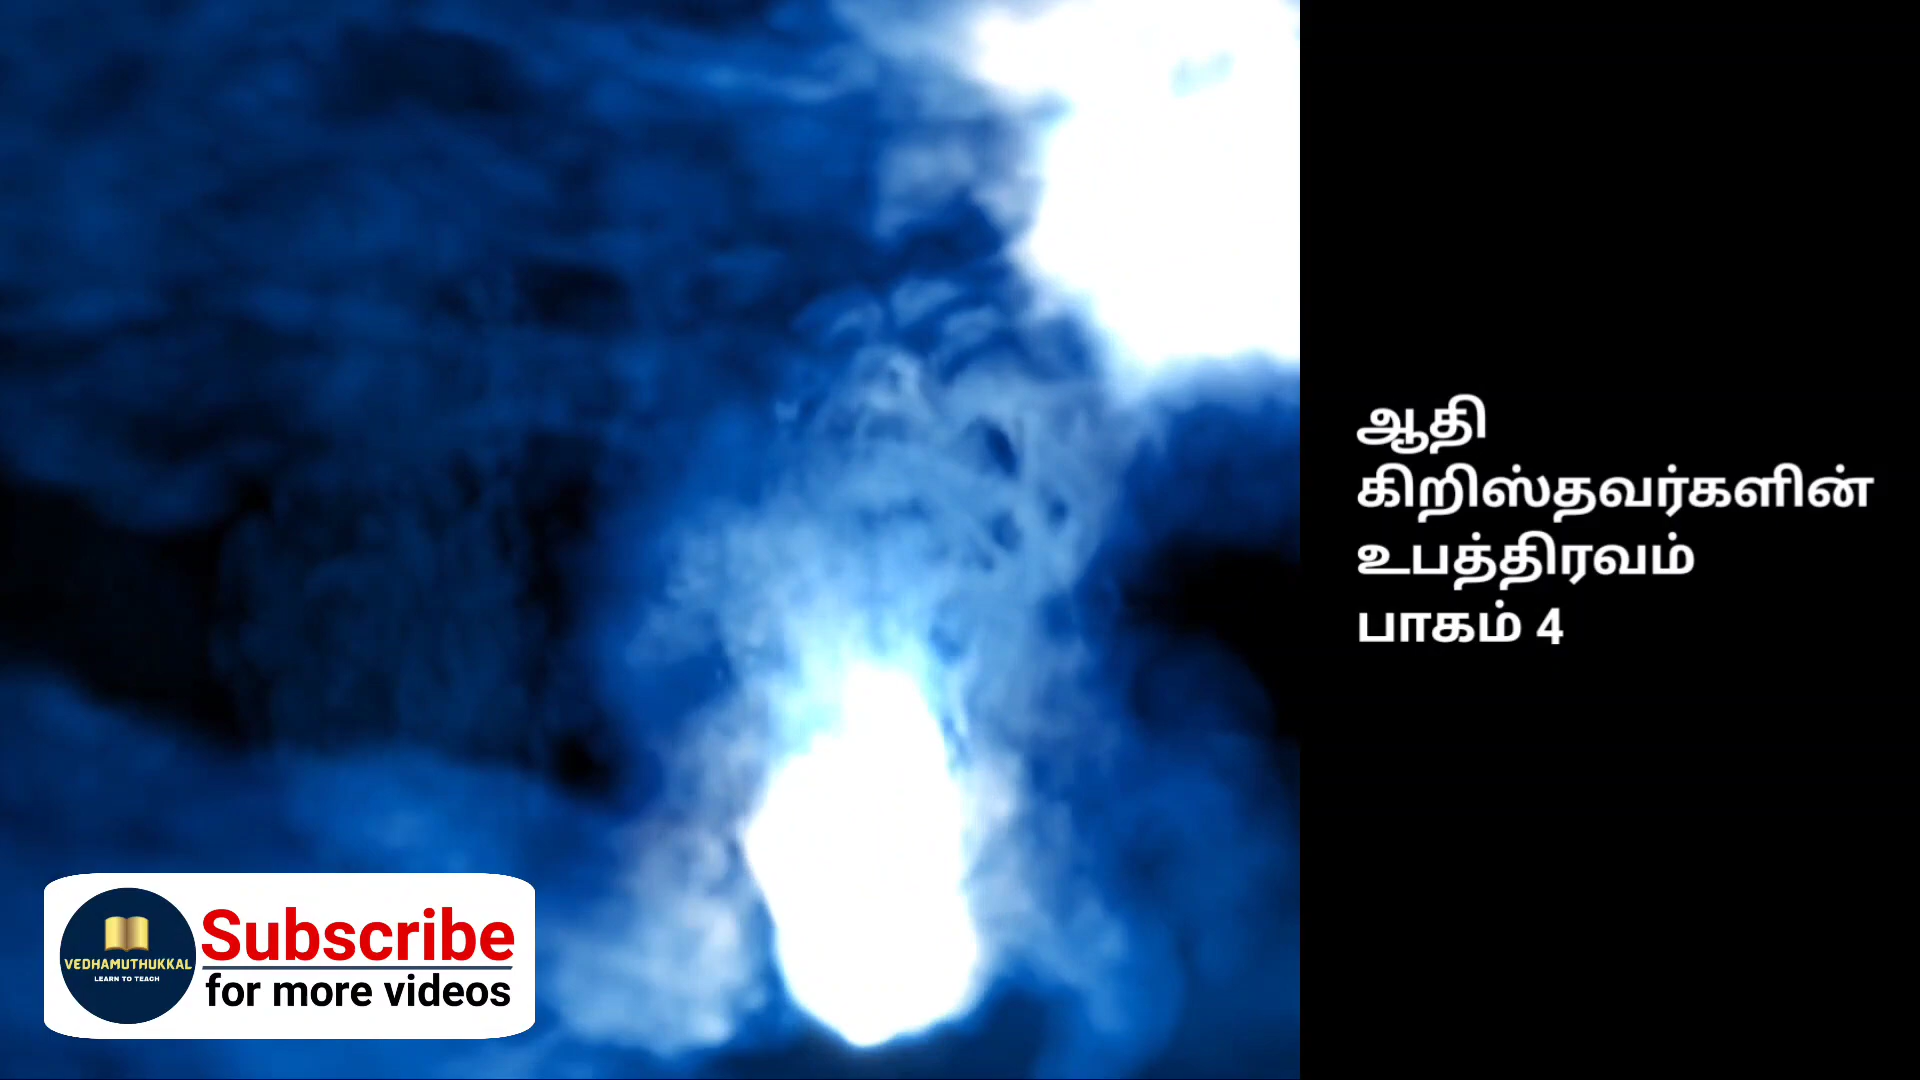 ஆதி
கிறிஸ்தவர்களின்
உபத்திரவம்
பாகம் 4
VEDHAMUTHUKKAL
LEARN TO TEACH
Subscribe
for more videos